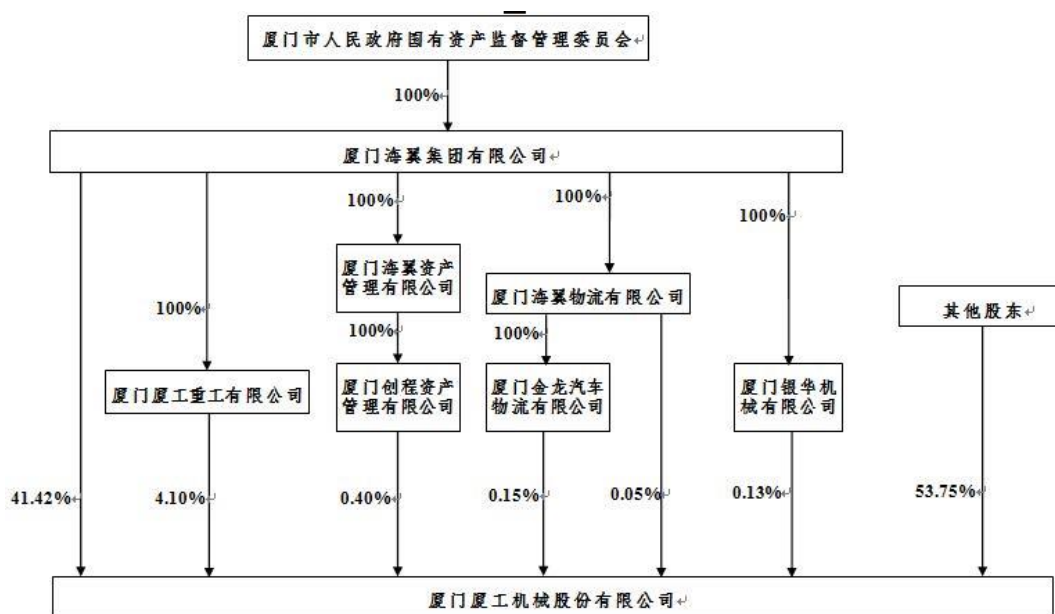 厦门市人民政府国有资产监督管理委员会
100%
厦门海翼集团有限公司
100%
100%
100%
厦门海翼资产
管理有限公司
厦门海翼物流有限公司
100%
其他股东
100%
100%
厦门厦工重工有限公司
厦门创程资产
管理有限公司
厦门金龙汽车
物流有限公司
厦门银华机
械有限公司
41.42%
4.10%
0.40%
0.15%
0.05%
0.13%
53.75%
厦门厦工机械股份有限公司